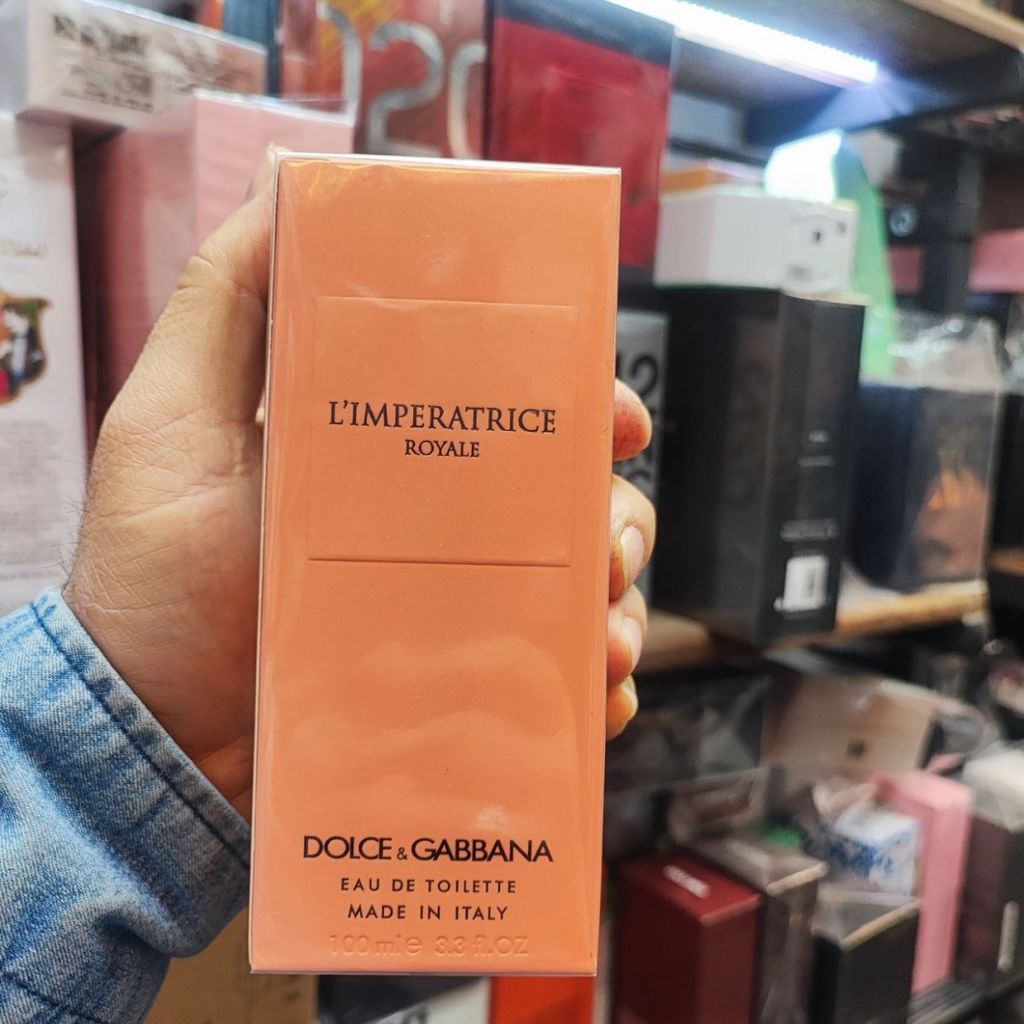 L'IMPERATRICE
ROYALE
DOLCE & GABBANA
EAU DE TOILETTE
MADE IN ITALY
100 ml e 3.3 fl.oz